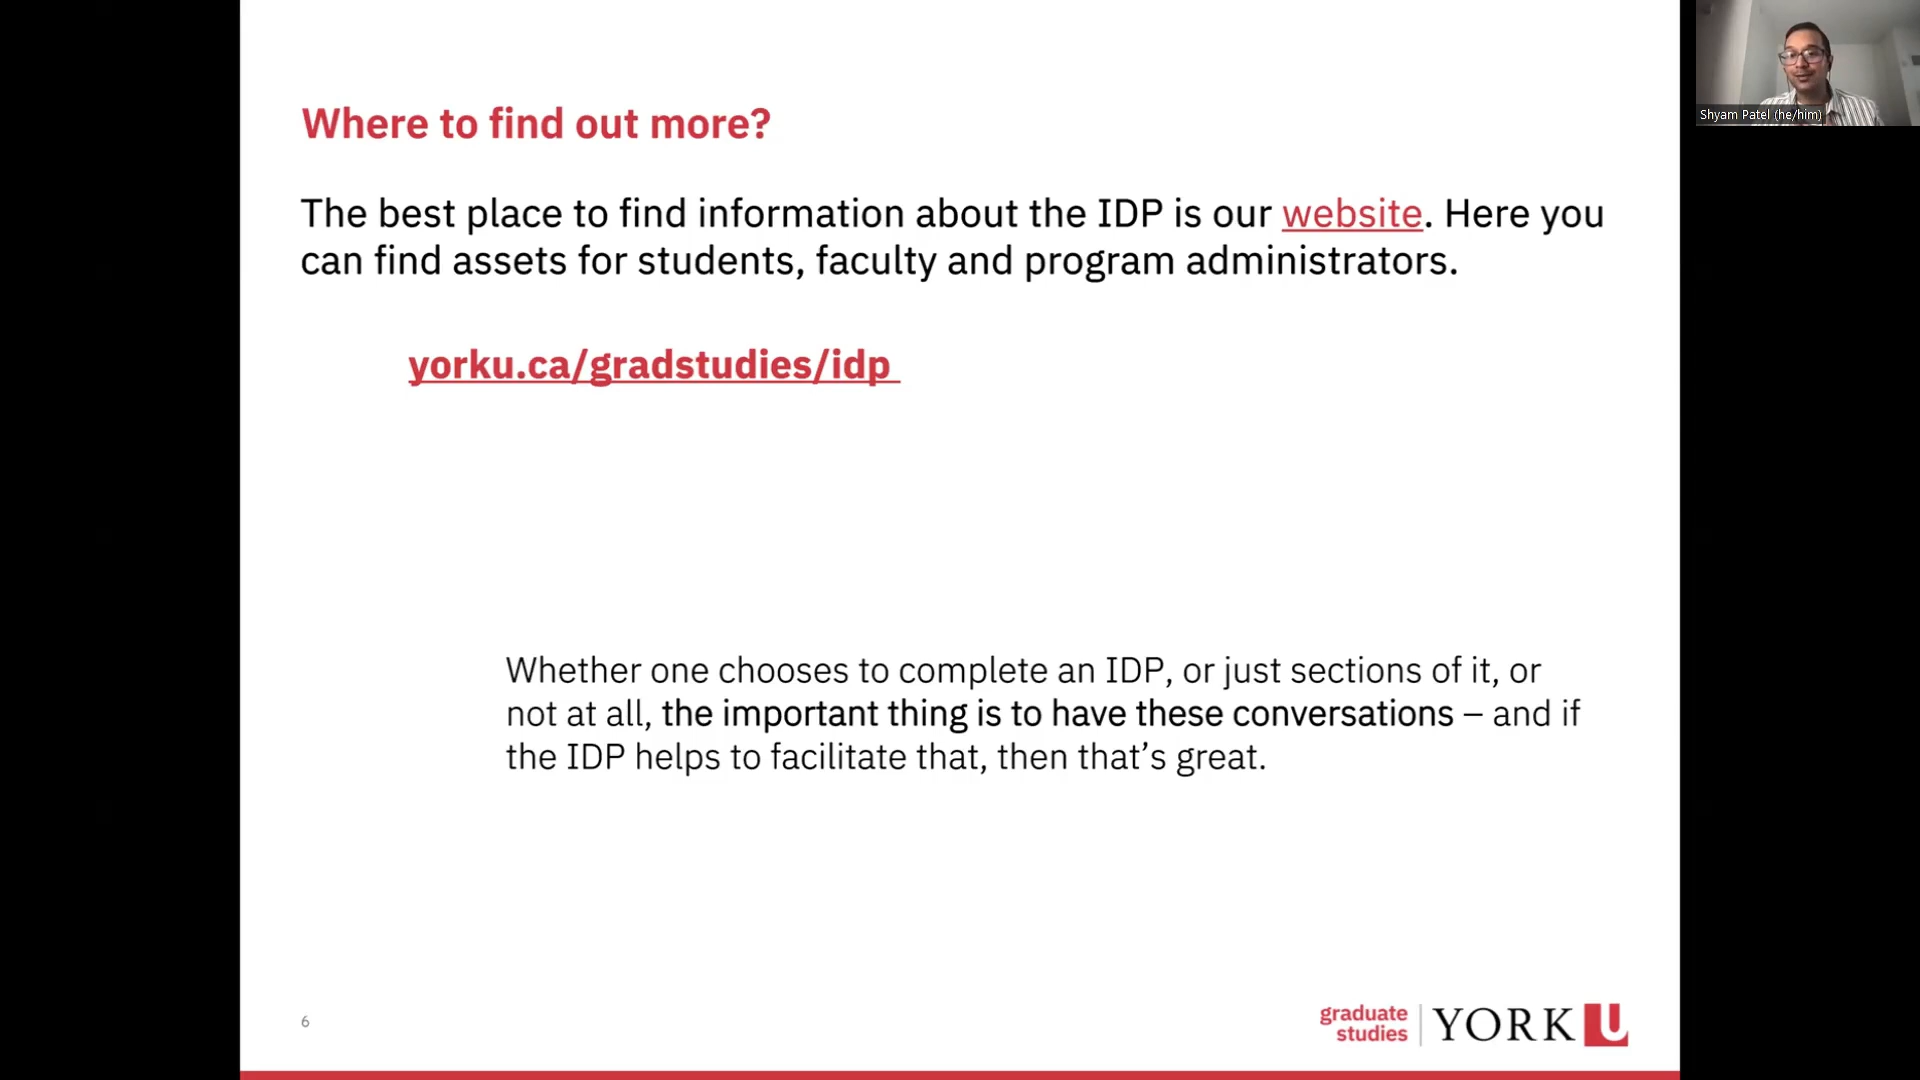 Where to find out more?
The best place to find information about the IDP is our website. Here you
can find assets for students, faculty and program administrators.
yorku.ca/gradstudies/idp
Whether one chooses to complete an IDP, or just sections of it, or
not at all, the important thing is to have these conversations – and if
the IDP helps to facilitate that, then that’s great.
6
graduate
studies
YORK U
Shyam Patel (he/him)